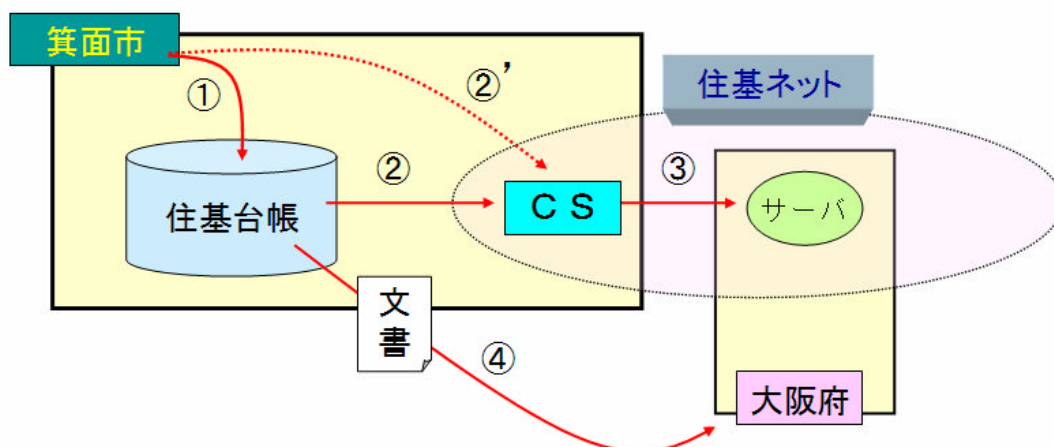 箕面市
①
②’
住基ネット
住基台帳
②
ＣＳ
③
サーバ
文書
④
大阪府